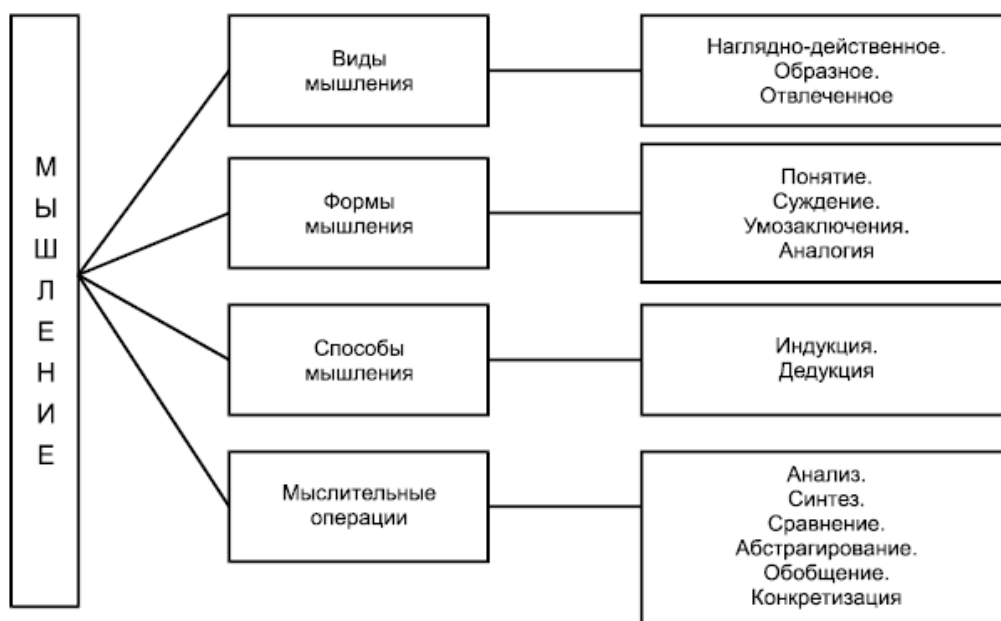 МЫШЛЕНИЕ
Виды
мышления
Наглядно-действенное.
Образное.
Отвлеченное
Формы
мышления
Понятие.
Суждение.
Умозаключения.
Аналогия
Способы
мышления
Индукция.
Дедукция
Мыслительные
операции
Анализ.
Синтез.
Сравнение.
Абстрагирование.
Обобщение.
Конкретизация